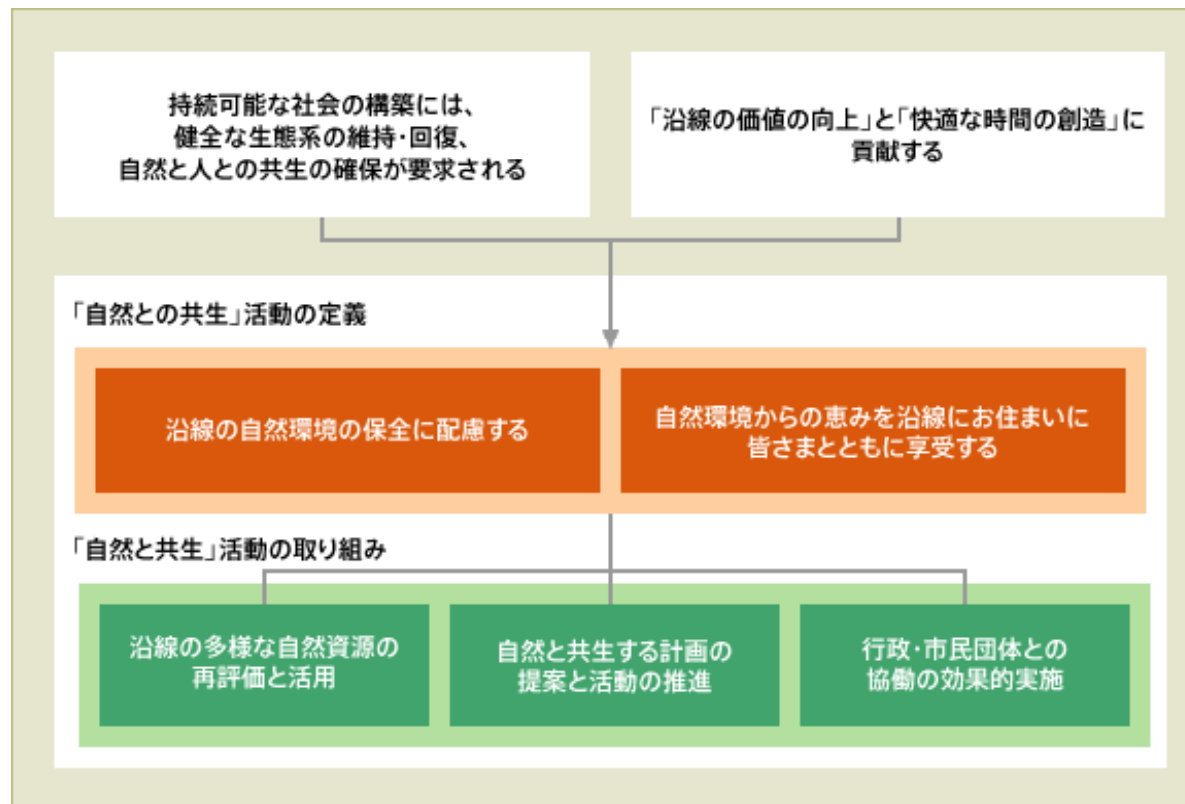 持続可能な社会の構築には、
健全な生態系の維持・回復、
自然と人との共生の確保が要求される
「沿線の価値の向上」と「快適な時間の創造」に
貢献する
「自然との共生」活動の定義
沿線の自然環境の保全に配慮する
自然環境からの恵みを沿線にお住まいに
皆さまとともに享受する
「自然と共生」活動の取り組み
沿線の多様な自然資源の
再評価と活用
自然と共生する計画の
提案と活動の推進
行政・市民団体との
協働の効果的実施